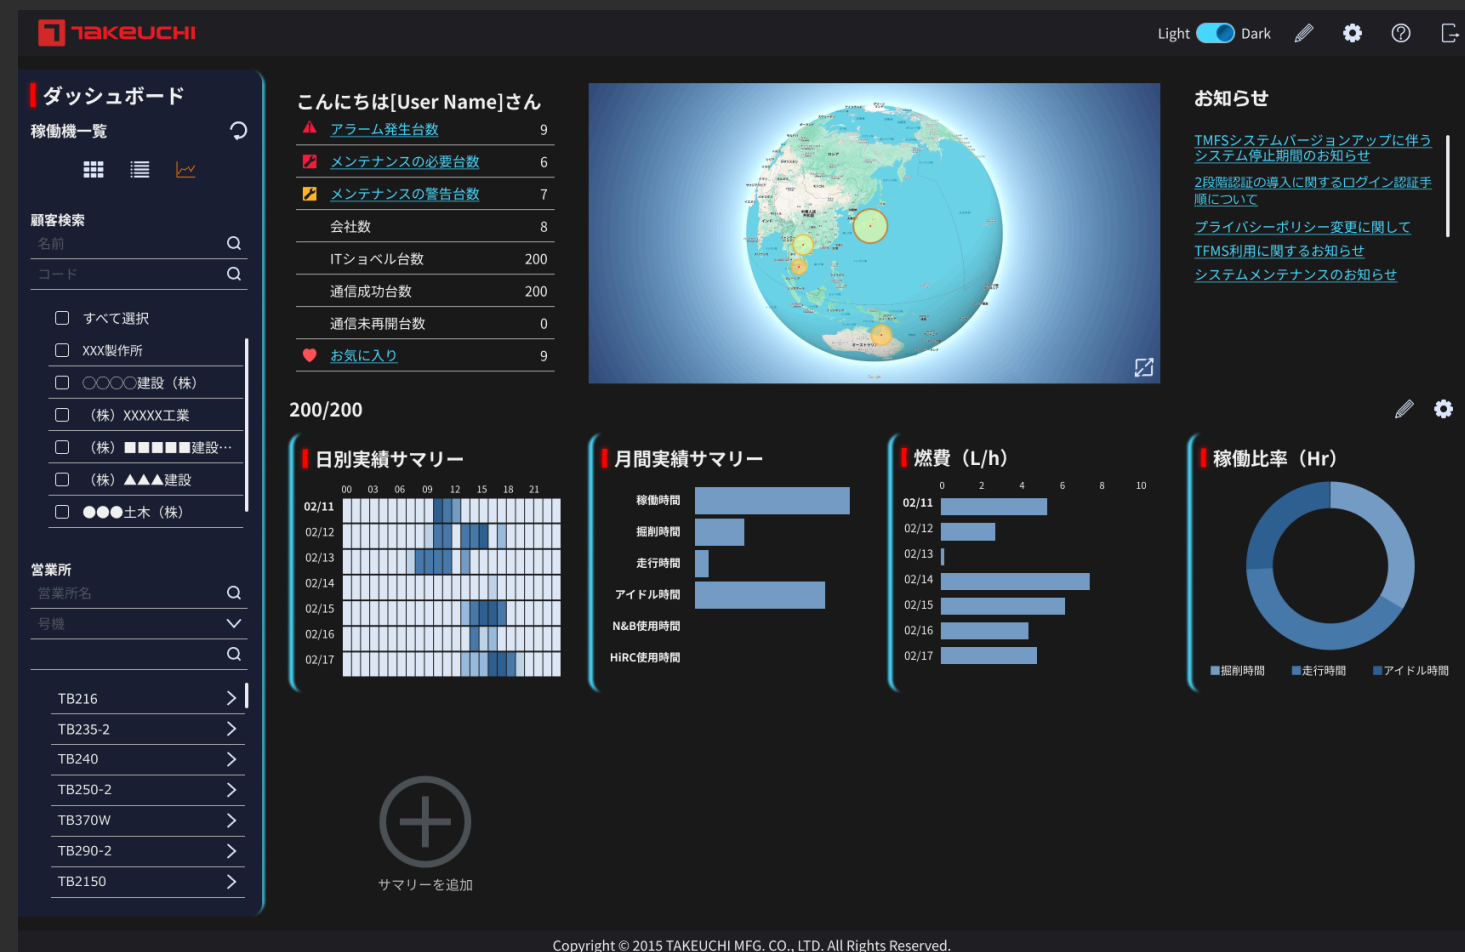 TAKEUCHI
Light Dark
ダッシュボード
稼働機一覧
顧客検索
名前
コード
すべて選択
XXX製作所
〇〇〇〇建設（株）
（株）XXXXX工業
（株）■■■■■建設…
（株）▲▲▲建設
●●●土木（株）
営業所
営業所名
号機
TB216
TB235-2
TB240
TB250-2
TB370W
TB290-2
TB2150
こんにちは[User Name]さん
アラーム発生台数 9
メンテナンスの必要台数 6
メンテナンスの警告台数 7
会社数 8
ITショベル台数 200
通信成功台数 200
通信未再開台数 0
お気に入り 9
お知らせ
TMFSシステムバージョンアップに伴う
システム停止期間のお知らせ
2段階認証の導入に関するログイン認証手
順について
プライバシーポリシー変更に関して
TFMS利用に関するお知らせ
システムメンテナンスのお知らせ
200/200
日別実績サマリー
00 03 06 09 12 15 18 21
02/11
02/12
02/13
02/14
02/15
02/16
02/17
月間実績サマリー
稼働時間
掘削時間
走行時間
アイドル時間
N&B使用時間
HiRC使用時間
燃費（L/h）
0 2 4 6 8 10
02/11
02/12
02/13
02/14
02/15
02/16
02/17
稼働比率（Hr）
掘削時間 走行時間 アイドル時間
サマリーを追加
Copyright © 2015 TAKEUCHI MFG. CO., LTD. All Rights Reserved.